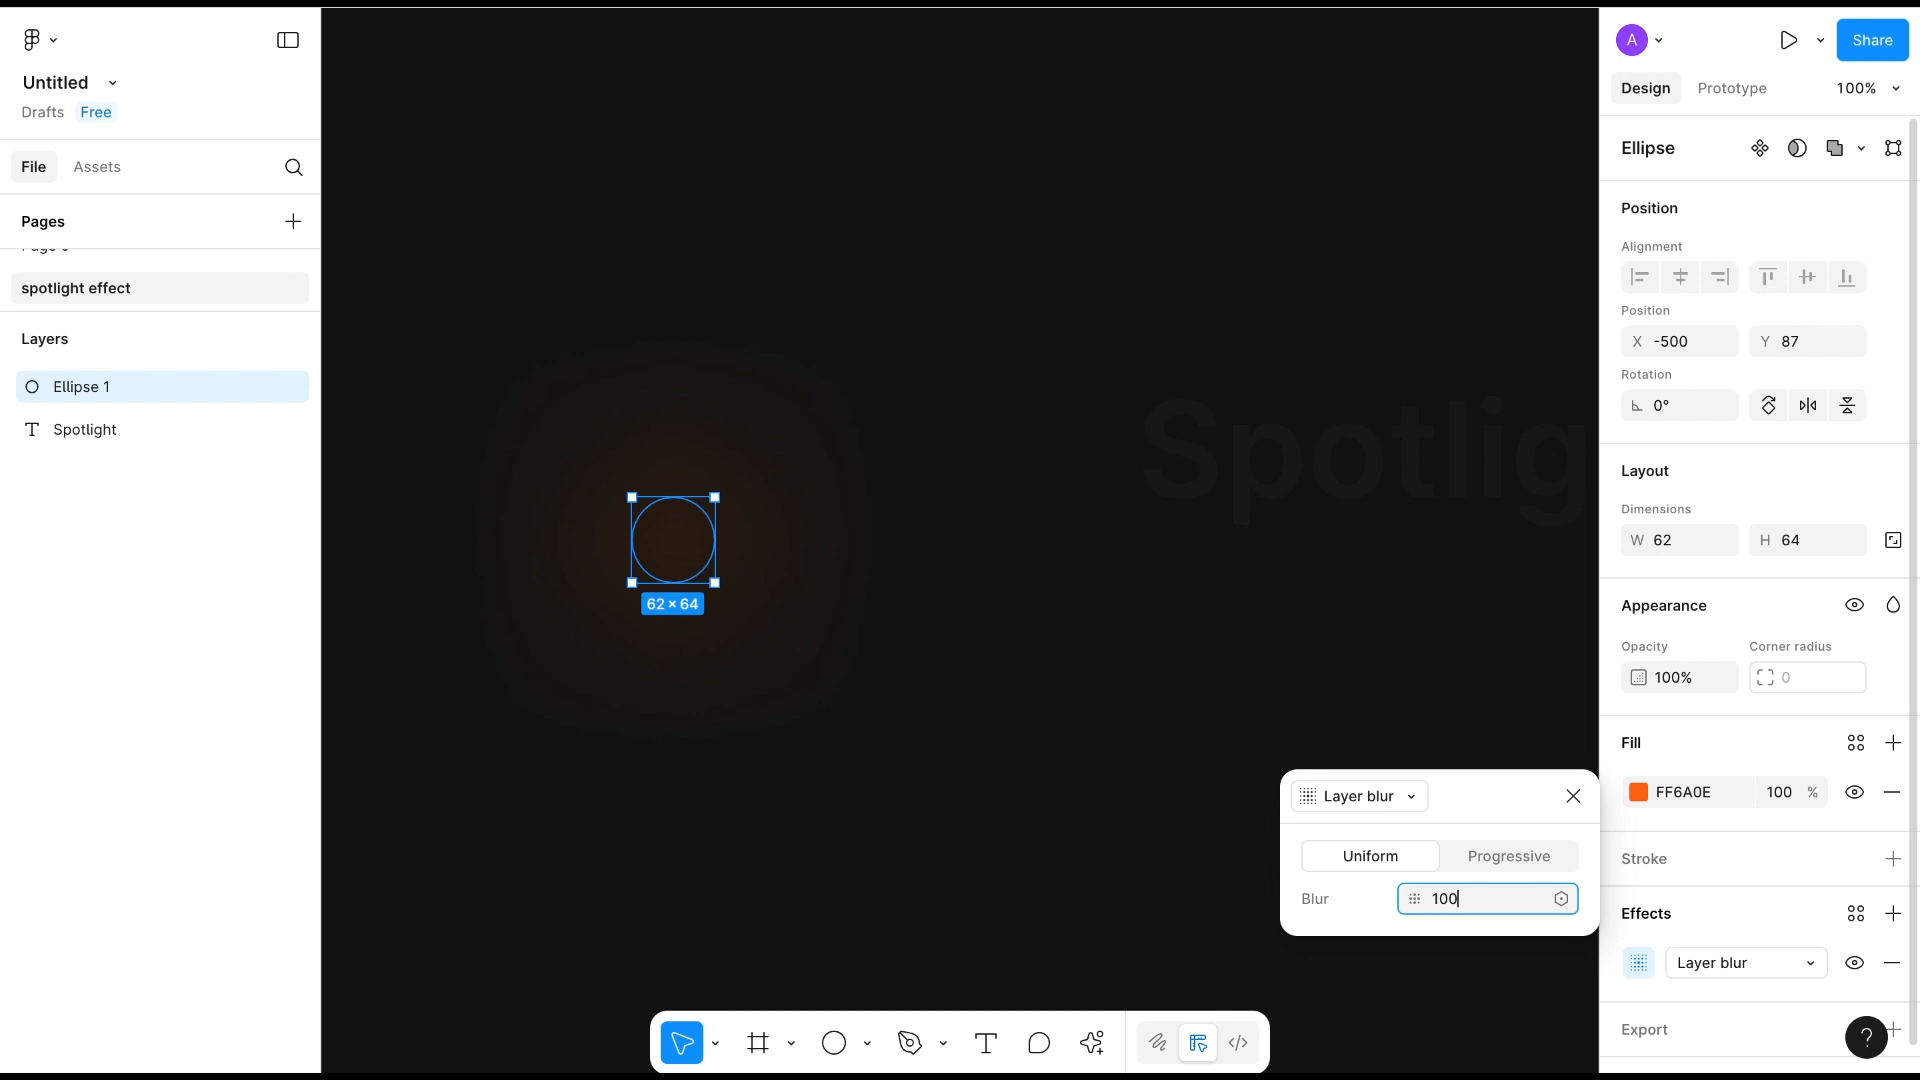 Untitled
Drafts Free
File Assets
Pages
spotlight effect
Layers
Ellipse 1
Spotlight
Spotlig
62 × 64
Layer blur
Uniform Progressive
Blur 100
A Share
Design Prototype 100%
Ellipse
Position
Alignment
Position
X -500 Y 87
Rotation
0°
Layout
Dimensions
W 62 H 64
Appearance
Opacity Corner radius
100% 0
Fill
FF6A0E 100 %
Stroke
Effects
Layer blur
Export
?